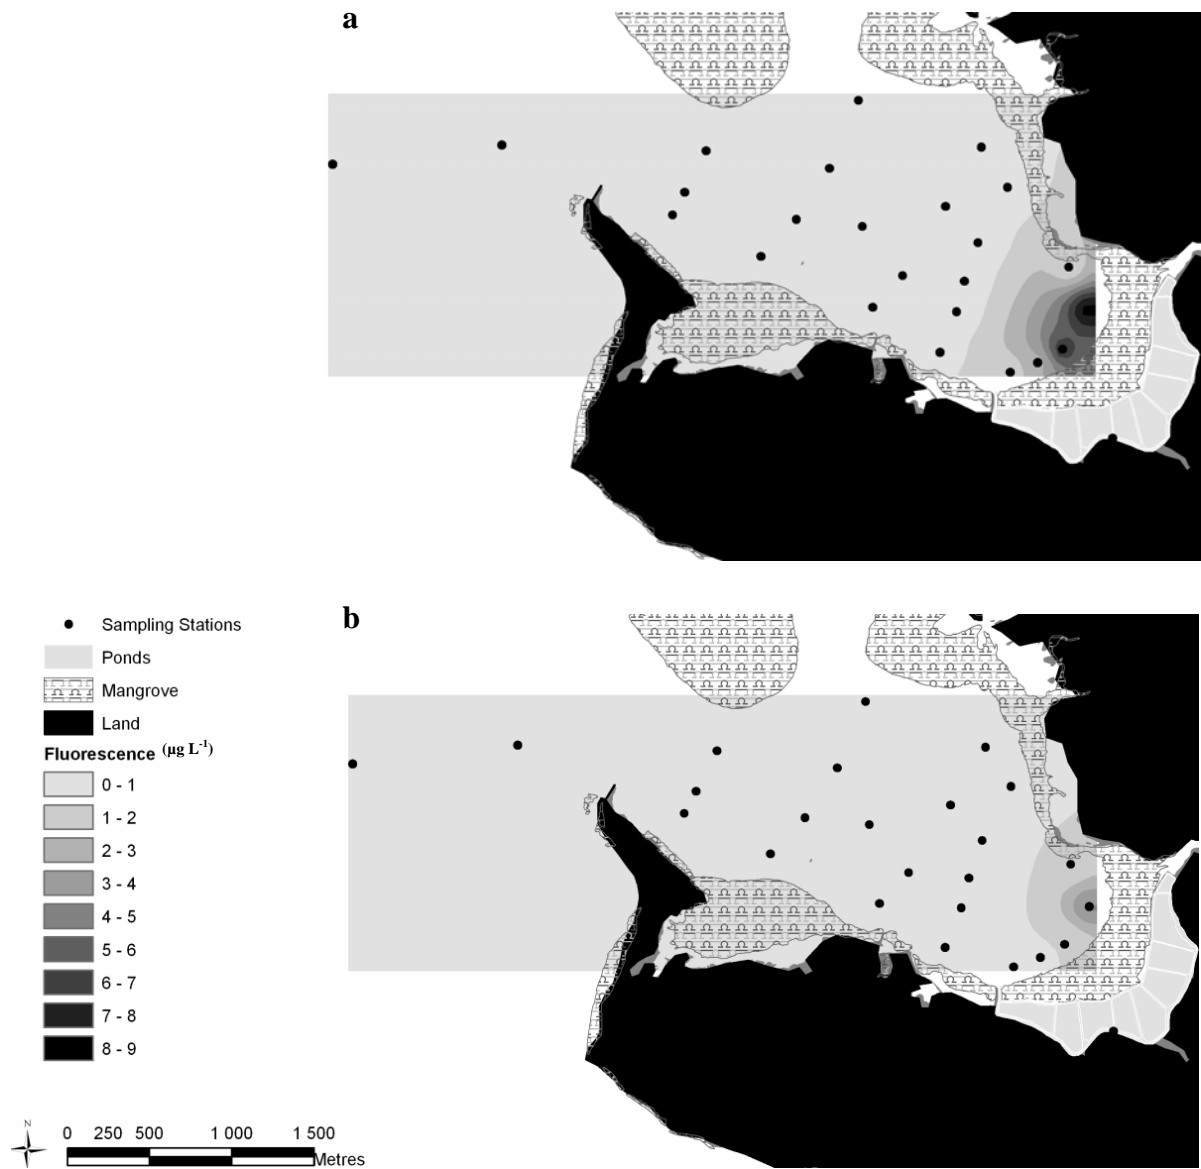 a
b
Sampling Stations
Ponds
Mangrove
Land
Fluorescence (µg L-1)
0 - 1
1 - 2
2 - 3
3 - 4
4 - 5
5 - 6
6 - 7
7 - 8
8 - 9
N
0 250 500 1 000 1 500
Metres